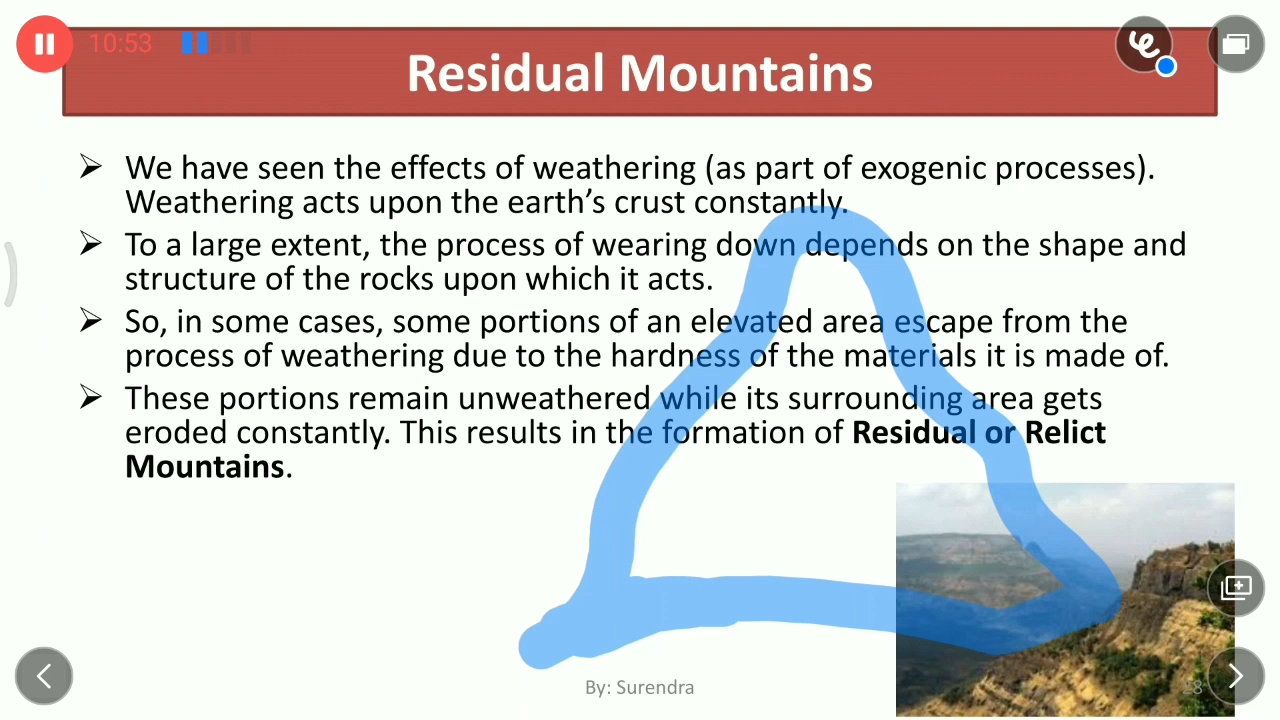 10:53
Residual Mountains
➢ We have seen the effects of weathering (as part of exogenic processes).
Weathering acts upon the earth’s crust constantly.
➢ To a large extent, the process of wearing down depends on the shape and
structure of the rocks upon which it acts.
➢ So, in some cases, some portions of an elevated area escape from the
process of weathering due to the hardness of the materials it is made of.
➢ These portions remain unweathered while its surrounding area gets
eroded constantly. This results in the formation of Residual or Relict
Mountains.
By: Surendra
28